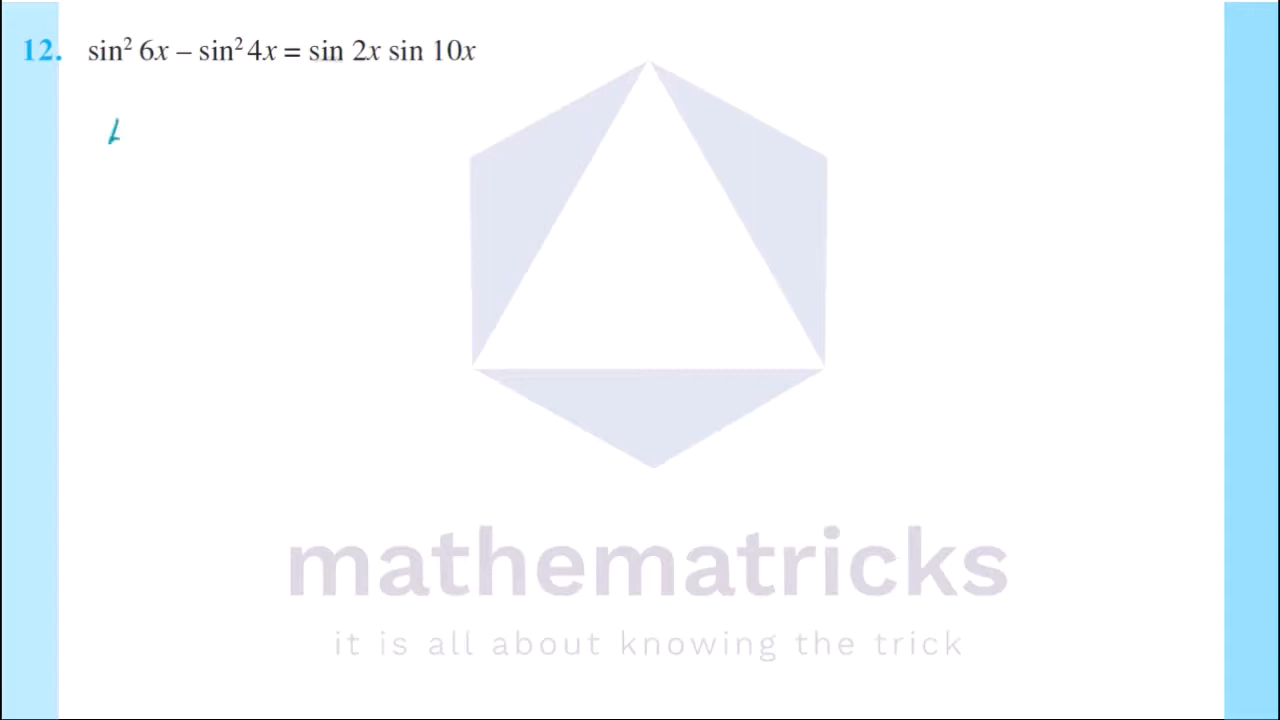 12. sin² 6x – sin² 4x = sin 2x sin 10x
mathematricks
it is all about knowing the trick